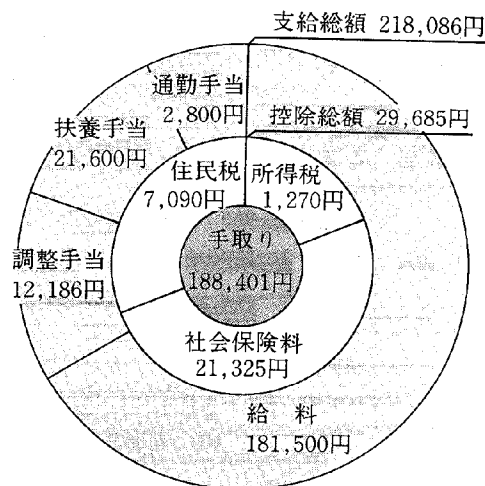 支給総額 218,086円
控除総額 29,685円
通勤手当
2,800円
扶養手当
21,600円
調整手当
12,186円
住民税
7,090円
所得税
1,270円
手取り
188,401円
社会保険料
21,325円
給 料
181,500円